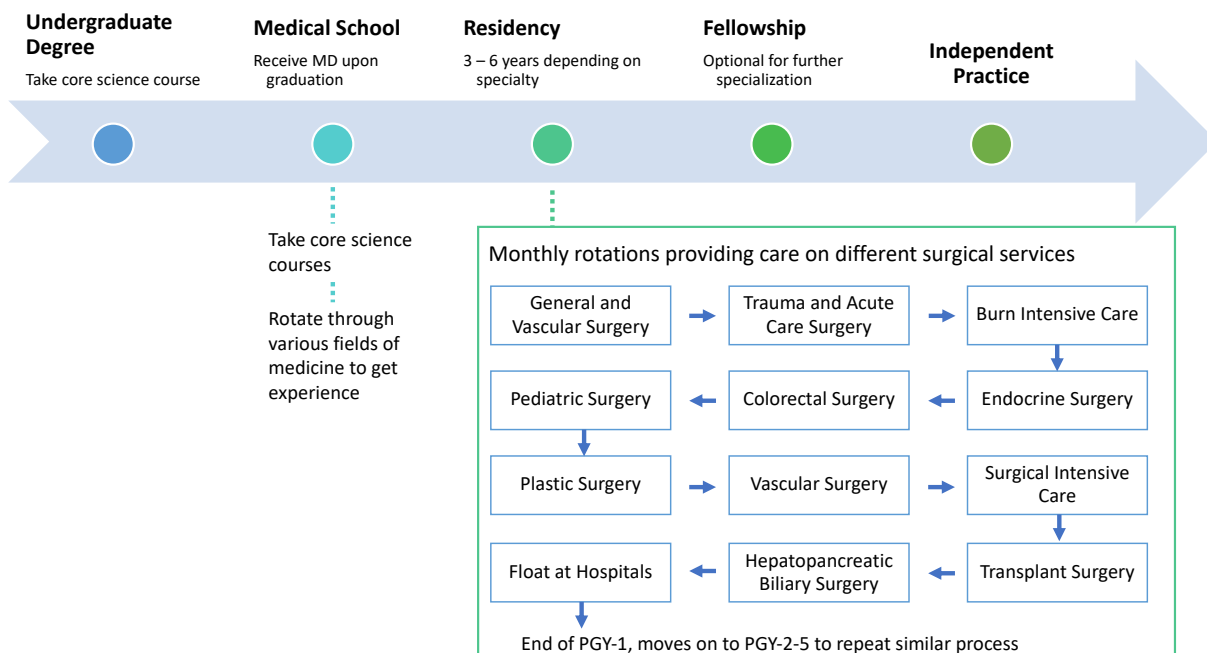 Undergraduate
Degree
Take core science course
Medical School
Receive MD upon
graduation
Residency
3 – 6 years depending on
specialty
Fellowship
Optional for further
specialization
Independent
Practice
Take core science
courses
Rotate through
various fields of
medicine to get
experience
Monthly rotations providing care on different surgical services
General and
Vascular Surgery
Trauma and Acute
Care Surgery
Burn Intensive Care
Endocrine Surgery
Colorectal Surgery
Pediatric Surgery
Plastic Surgery
Vascular Surgery
Surgical Intensive
Care
Transplant Surgery
Hepatopancreatic
Biliary Surgery
Float at Hospitals
End of PGY-1, moves on to PGY-2-5 to repeat similar process